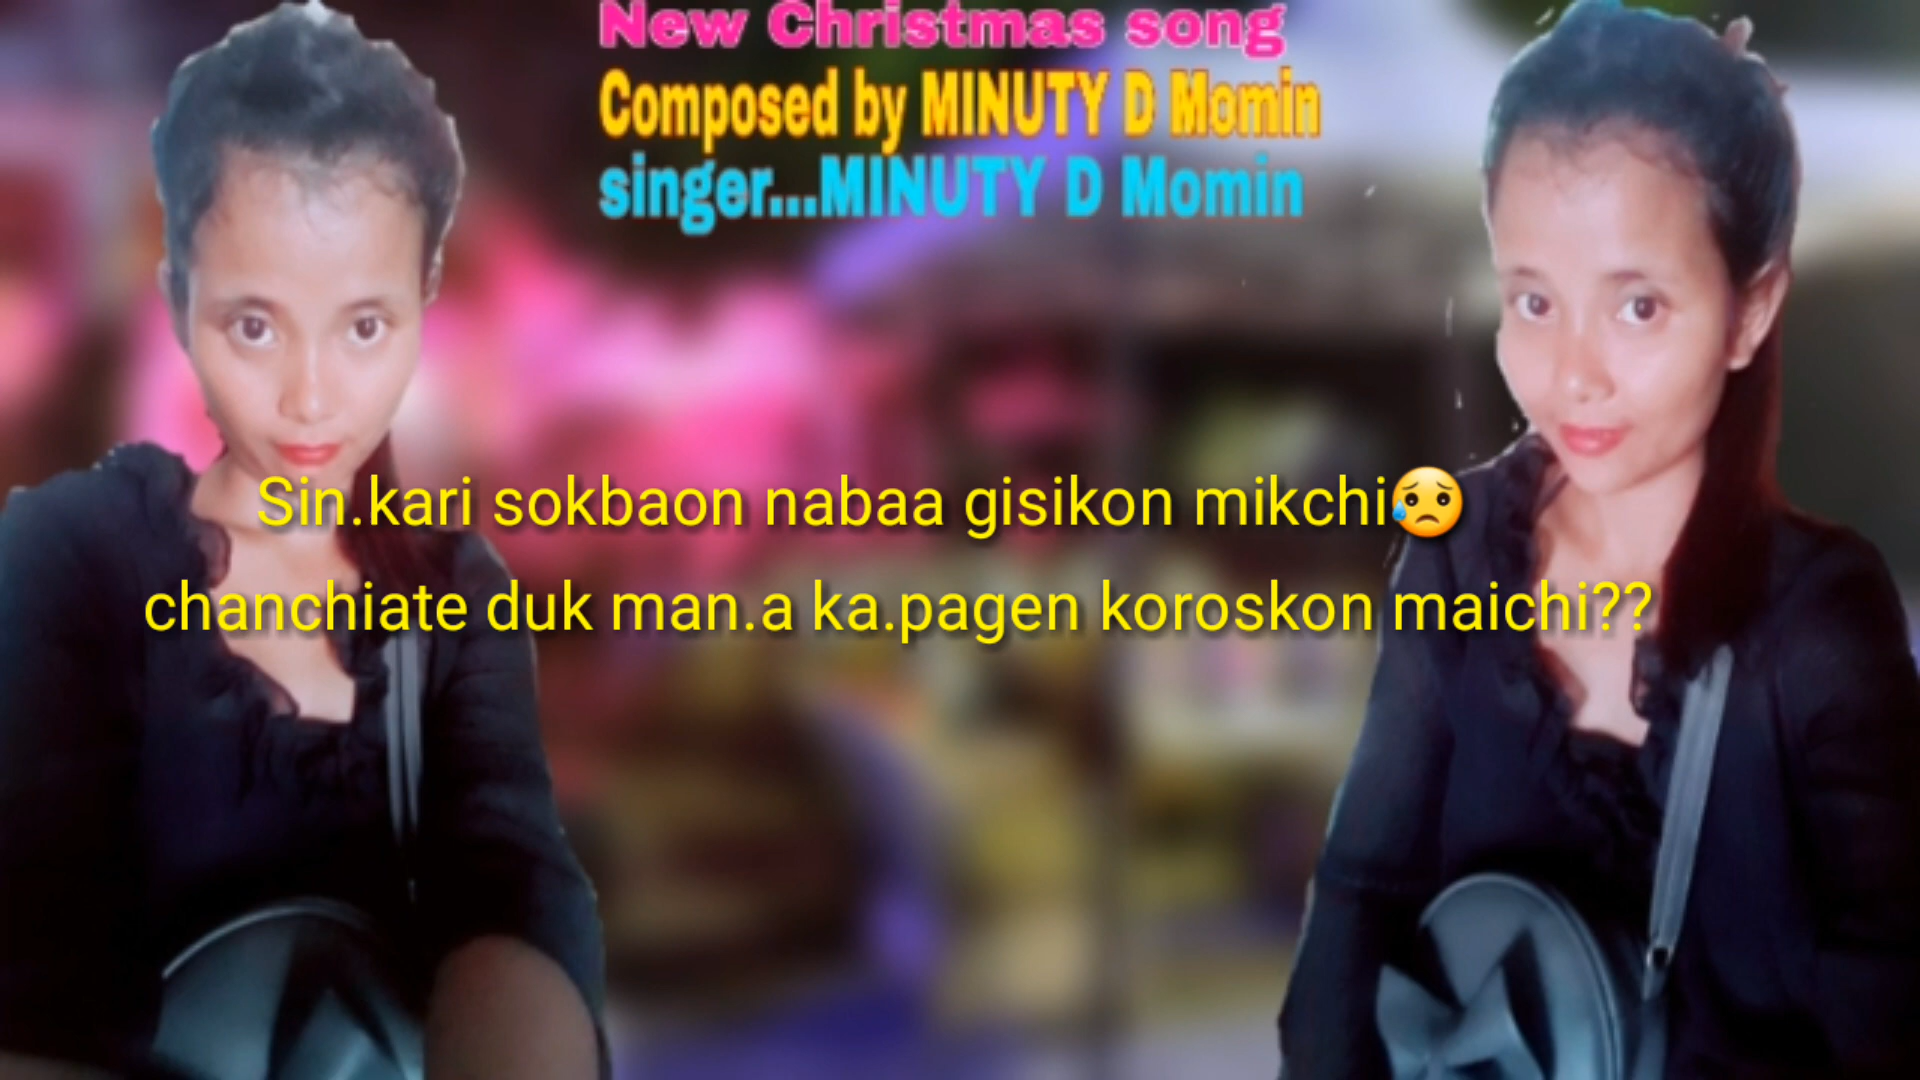 New Christmas song
Composed by MINUTY D Momin
singer...MINUTY D Momin
Sin.kari sokbaon nabaa gisikon mikchi😥
chanchiate duk man.a ka.pagen koroskon maichi??